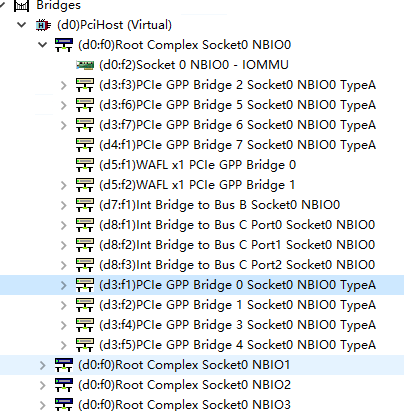 Bridges
(d0)PciHost (Virtual)
(d0:f0)Root Complex Socket0 NBIO0
(d0:f2)Socket 0 NBIO0 - IOMMU
(d3:f3)PCIe GPP Bridge 2 Socket0 NBIO0 TypeA
(d3:f6)PCIe GPP Bridge 5 Socket0 NBIO0 TypeA
(d3:f7)PCIe GPP Bridge 6 Socket0 NBIO0 TypeA
(d4:f1)PCIe GPP Bridge 7 Socket0 NBIO0 TypeA
(d5:f1)WAFL x1 PCIe GPP Bridge 0
(d5:f2)WAFL x1 PCIe GPP Bridge 1
(d7:f1)Int Bridge to Bus B Socket0 NBIO0
(d8:f1)Int Bridge to Bus C Port0 Socket0 NBIO0
(d8:f2)Int Bridge to Bus C Port1 Socket0 NBIO0
(d8:f3)Int Bridge to Bus C Port2 Socket0 NBIO0
(d3:f1)PCIe GPP Bridge 0 Socket0 NBIO0 TypeA
(d3:f2)PCIe GPP Bridge 1 Socket0 NBIO0 TypeA
(d3:f4)PCIe GPP Bridge 3 Socket0 NBIO0 TypeA
(d3:f5)PCIe GPP Bridge 4 Socket0 NBIO0 TypeA
(d0:f0)Root Complex Socket0 NBIO1
(d0:f0)Root Complex Socket0 NBIO2
(d0:f0)Root Complex Socket0 NBIO3